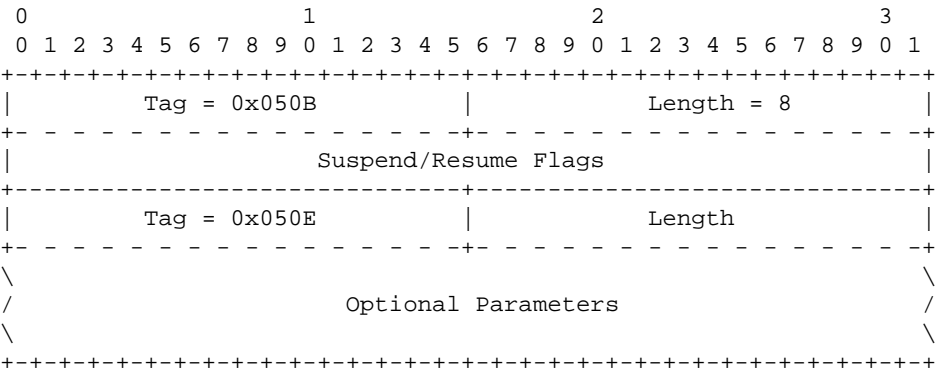 0                   1                   2                   3
 0 1 2 3 4 5 6 7 8 9 0 1 2 3 4 5 6 7 8 9 0 1 2 3 4 5 6 7 8 9 0 1
+-+-+-+-+-+-+-+-+-+-+-+-+-+-+-+-+-+-+-+-+-+-+-+-+-+-+-+-+-+-+-+-+
|         Tag = 0x050B          |            Length = 8         |
+- - - - - - - - - - - - - - - -+- - - - - - - - - - - - - - - -+
|                     Suspend/Resume Flags                      |
+-------------------------------+-------------------------------+
|         Tag = 0x050E          |            Length             |
+- - - - - - - - - - - - - - - -+- - - - - - - - - - - - - - - -+
\                                                               \
/                       Optional Parameters                     /
\                                                               \
+-+-+-+-+-+-+-+-+-+-+-+-+-+-+-+-+-+-+-+-+-+-+-+-+-+-+-+-+-+-+-+-+